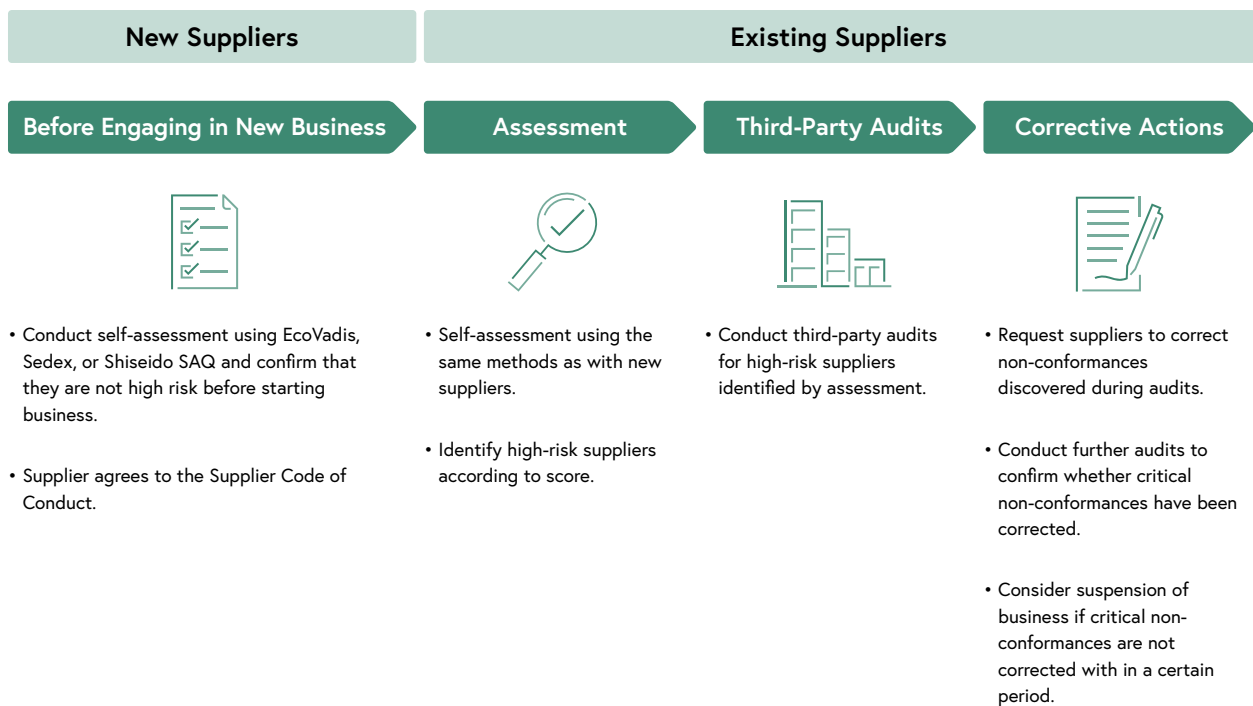 New Suppliers
Existing Suppliers
Before Engaging in New Business
Assessment
Third-Party Audits
Corrective Actions
• Conduct self-assessment using EcoVadis,
Sedex, or Shiseido SAQ and confirm that
they are not high risk before starting
business.
• Supplier agrees to the Supplier Code of
Conduct.
• Self-assessment using the
same methods as with new
suppliers.
• Identify high-risk suppliers
according to score.
• Conduct third-party audits
for high-risk suppliers
identified by assessment.
• Request suppliers to correct
non-conformances
discovered during audits.
• Conduct further audits to
confirm whether critical
non-conformances have been
corrected.
• Consider suspension of
business if critical non-
conformances are not
corrected with in a certain
period.